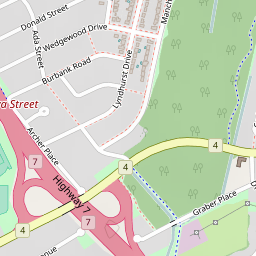 Donald Street
Ada Street
Wedgewood Drive
Burbank Road
Lyndhurst Drive
Street
Archer Place
7
7
4
4
4
Highway 7
Graber Place